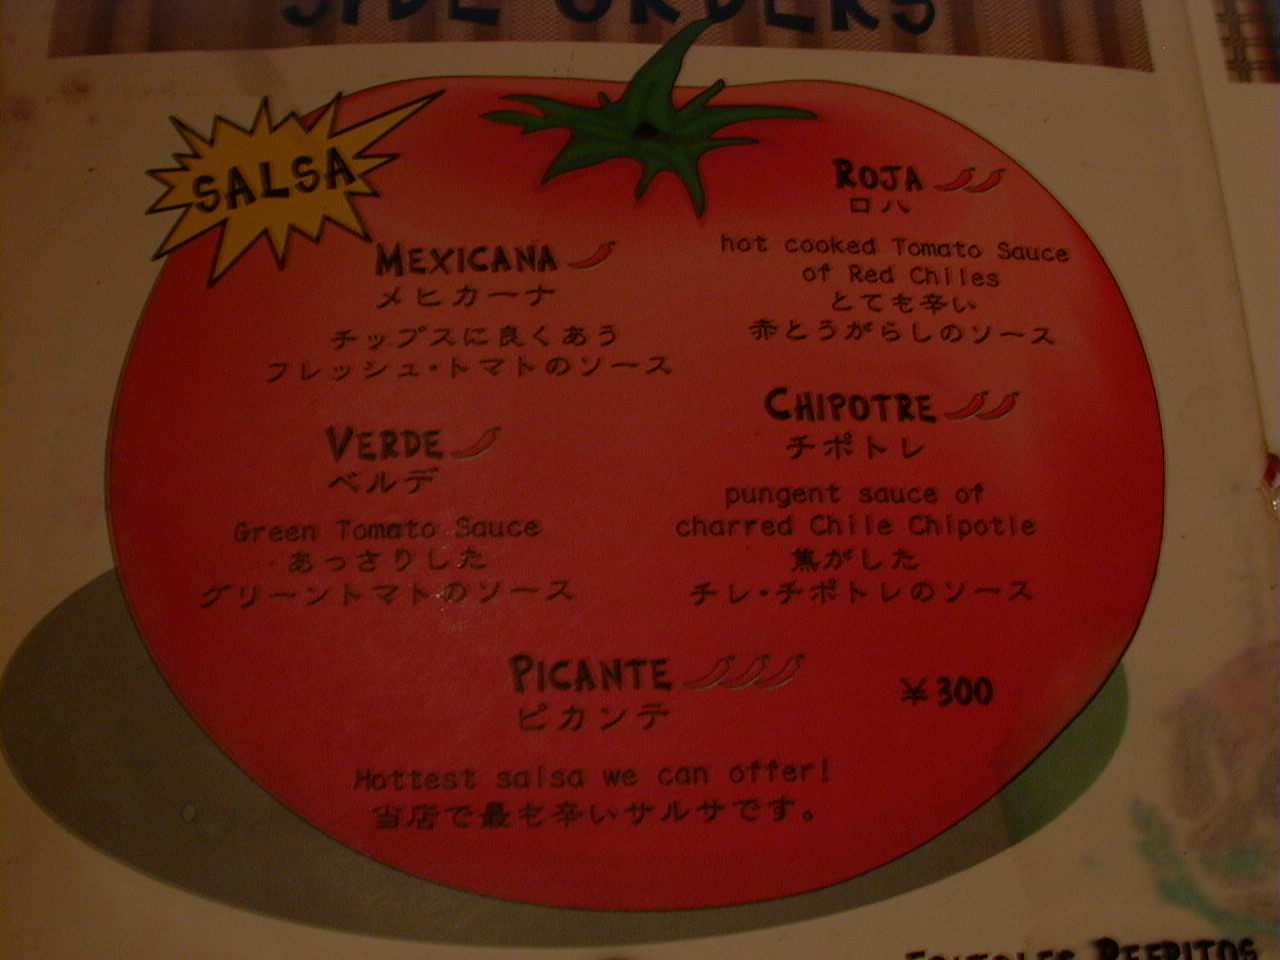 SIDE ORDERS
SALSA
MEXICANA
メヒカーナ
チップスに良くあう
フレッシュ・トマトのソース
VERDE
ベルデ
Green Tomato Sauce
あっさりした
グリーントマトのソース
ROJA
ロハ
hot cooked Tomato Sauce
of Red Chiles
とても辛い
赤とうがらしのソース
CHIPOTRE
チポトレ
pungent sauce of
charred Chile Chipotle
焦がした
チレ・チポトレのソース
PICANTE
ピカンテ
¥300
Hottest salsa we can offer!
当店で最も辛いサルサです。
FRIJOLES REFRITOS